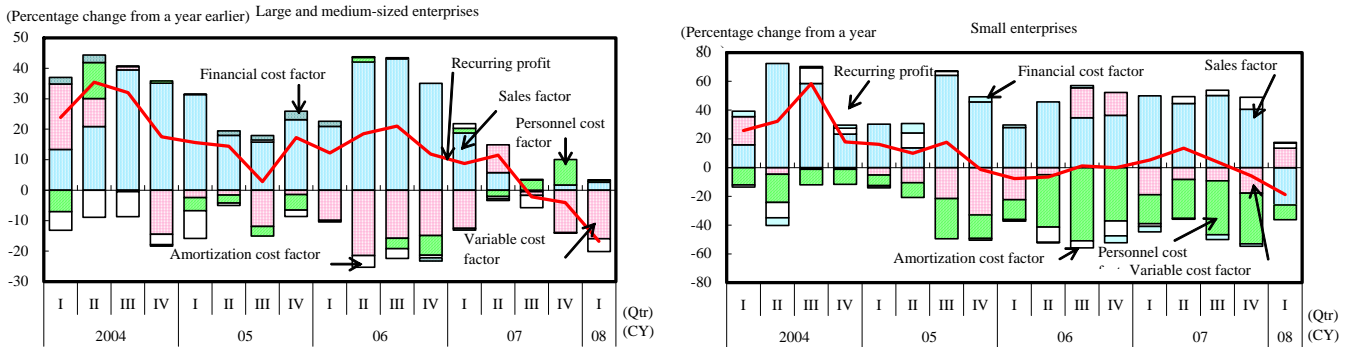 (Percentage change from a year earlier)
Large and medium-sized enterprises
50
40
30
20
10
0
-10
-20
-30
Financial cost factor
Recurring profit
Sales factor
Personnel cost
factor
Amortization cost factor
Variable cost
factor
I II III IV I II III IV I II III IV I II III IV I (Qtr)
2004 05 06 07 08 (CY)
(Percentage change from a year
Small enterprises
80
60
40
20
0
-20
-40
-60
-80
Recurring profit
Financial cost factor
Sales factor
Amortization cost factor
Personnel cost
Variable cost factor
I II III IV I II III IV I II III IV I II III IV I (Qtr)
2004 05 06 07 08 (CY)